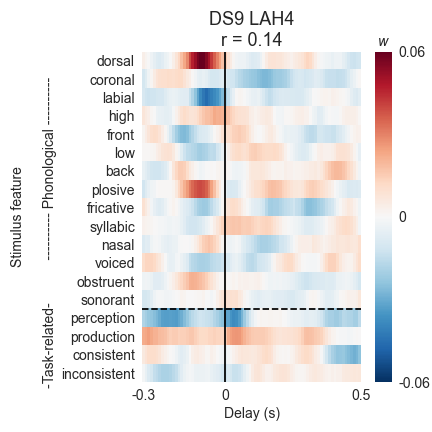 DS9 LAH4
r = 0.14
w
dorsal
coronal
labial
high
front
low
back
plosive
fricative
syllabic
nasal
voiced
obstruent
sonorant
perception
production
consistent
inconsistent
Stimulus feature
---------- Phonological ----------
-Task-related-
0.06
0
-0.06
-0.3 0 0.5
Delay (s)